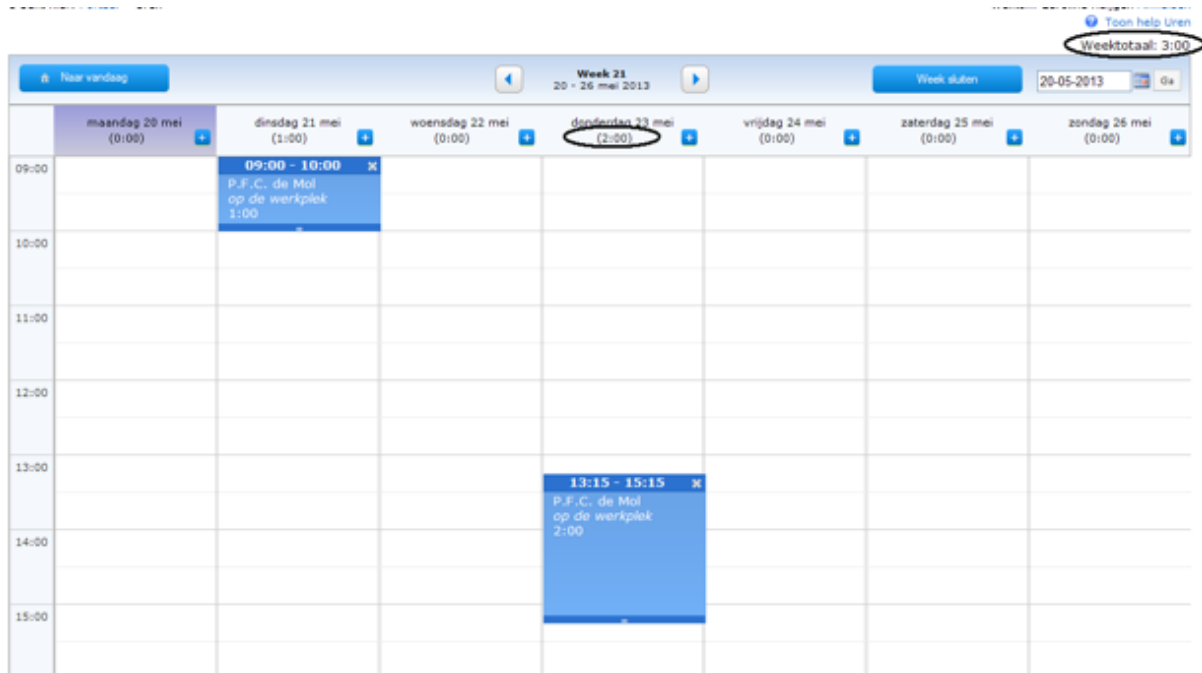 Toon help Uren
Weektotaal: 3:00
Naar vandaag
Week 21
20 - 26 mei 2013
Week sluiten
20-05-2013
Ga
maandag 20 mei
(0:00)
dinsdag 21 mei
(1:00)
woensdag 22 mei
(0:00)
donderdag 23 mei
(2:00)
vrijdag 24 mei
(0:00)
zaterdag 25 mei
(0:00)
zondag 26 mei
(0:00)
09:00
09:00 - 10:00
P.F.C. de Mol
op de werkplek
1:00
10:00
11:00
12:00
13:00
13:15 - 15:15
P.F.C. de Mol
op de werkplek
2:00
14:00
15:00